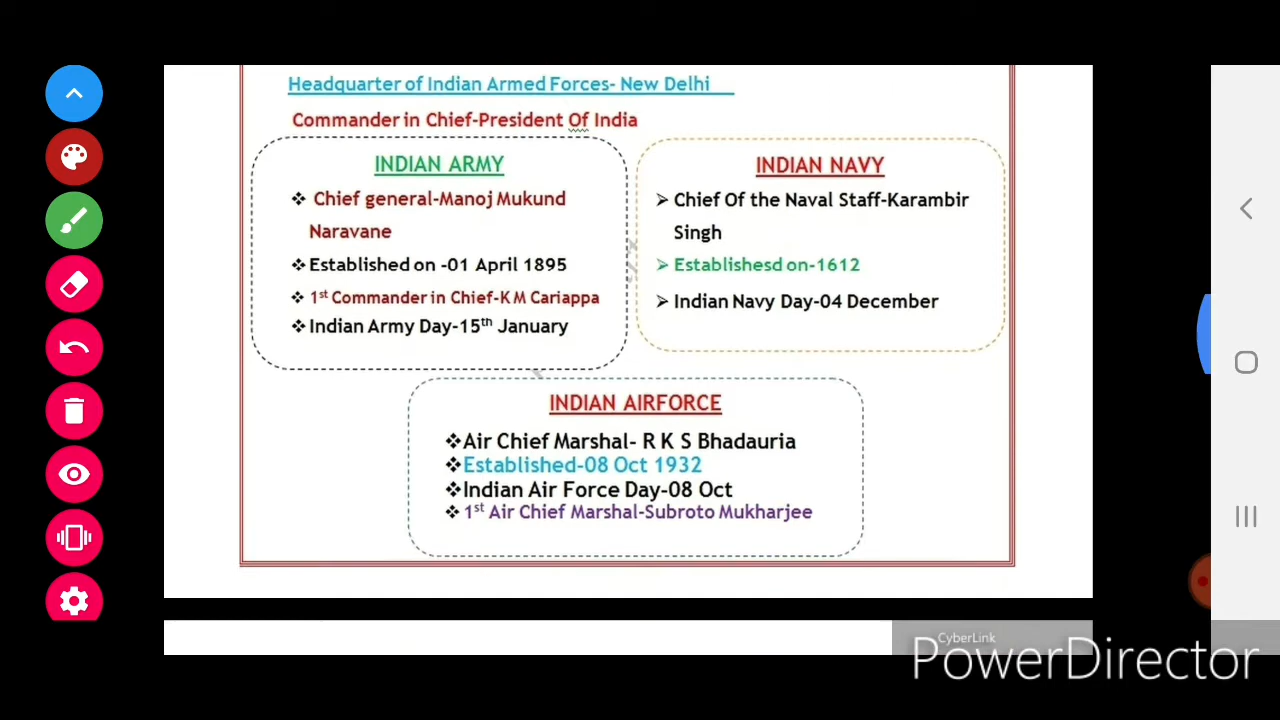 Headquarter of Indian Armed Forces- New Delhi
Commander in Chief-President Of India
INDIAN ARMY
❖ Chief general-Manoj Mukund
Naravane
❖ Established on -01 April 1895
❖ 1st Commander in Chief-K M Cariappa
❖ Indian Army Day-15th January
INDIAN NAVY
➢ Chief Of the Naval Staff-Karambir
Singh
➢ Establishesd on-1612
➢ Indian Navy Day-04 December
INDIAN AIRFORCE
❖Air Chief Marshal- R K S Bhadauria
❖Established-08 Oct 1932
❖Indian Air Force Day-08 Oct
❖ 1st Air Chief Marshal-Subroto Mukharjee
CyberLink
PowerDirector